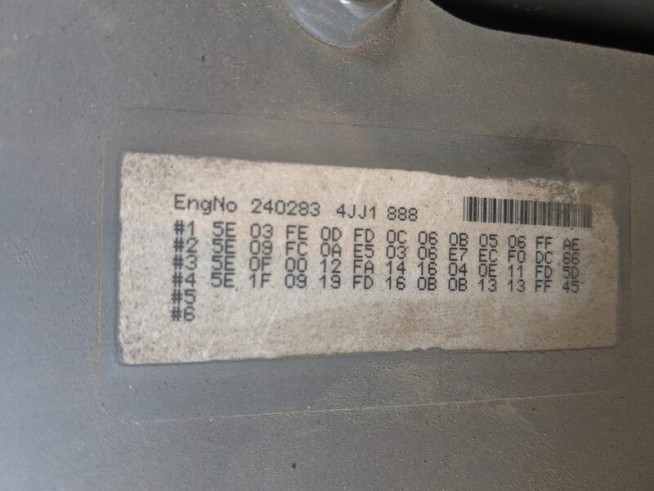 EngNo 240283 4JJ1 888
#1 5E 03 FE 0D FD 0C 06 0B 05 06 FF AE
#2 5E 09 FC 0A E5 03 06 E7 EC F0 DC 66
#3 5E 0F 00 12 FA 14 16 04 0E 11 FD 5D
#4 5E 1F 09 19 FD 16 0B 0B 13 13 FF 45
#5
#6